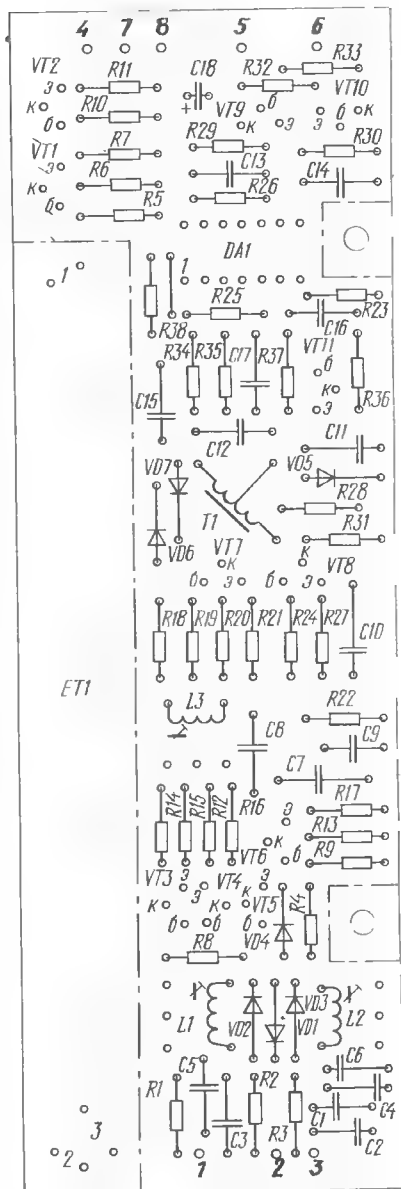 4 7 8 5 6
R33
VT2 R11 C18 R32 VT10
к R10 + VT9 б к
б R7 к э э б
VT1 R29
э R6 C13 R30
к R5 R26 C14
б
1 1 DA1
R38 R25 C16 R23
R34 R35 C17 R37 VT11
б
к
C15 э R36
C12 C11
VD7 VD5
T1 R28
VD6 VT7 R31
к к VT8
б э б э
R18 R19 R20 R21 R24 R27 C10
ET1
L3 R22
C8 C9
C7
R14 R15 R12 R16 э R17
R13
VT6 к R9
VT3 э VT4 э б
к к VT5 R4
б б б VD4
R8
L1 VD2 VD3 VD1 L2
C6
R1 C5 R2 C4
C3 R3 C1
C2
3
2 1 2 3